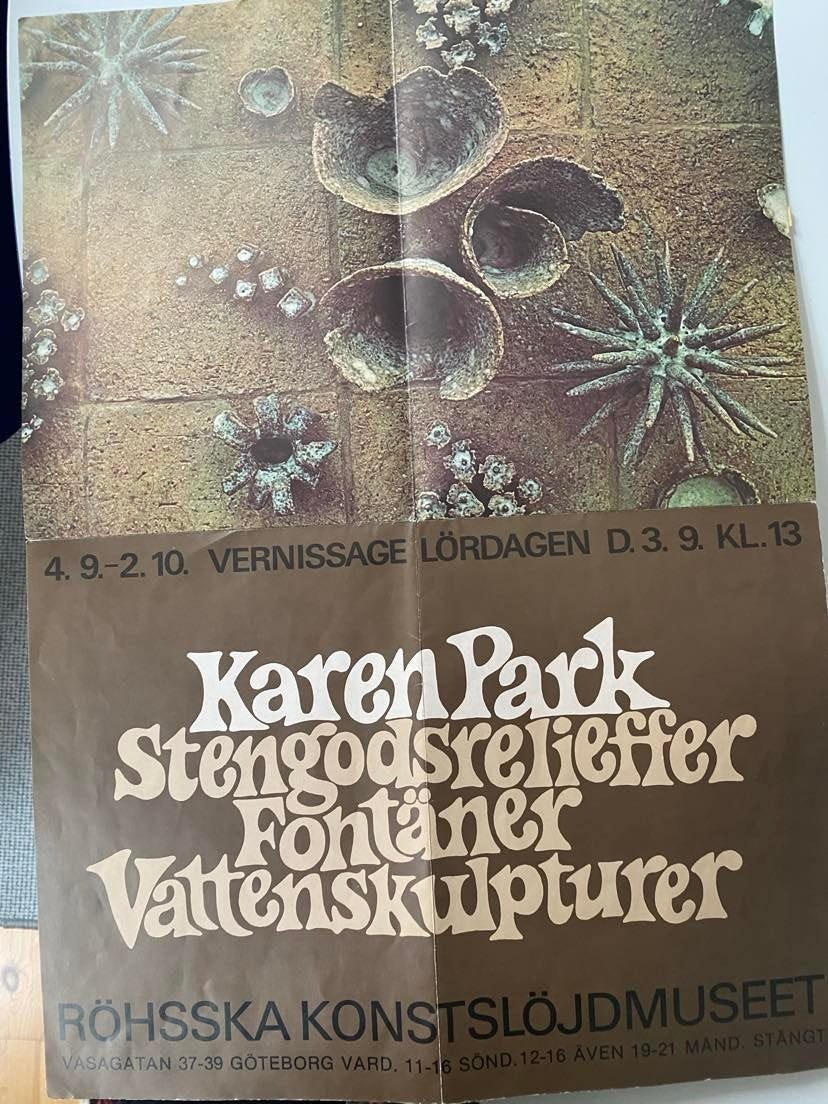 4. 9.-2. 10. VERNISSAGE LÖRDAGEN D. 3. 9. KL. 13
Karen Park
Stengodsrelieffer
Fontäner
Vattenskulpturer
RÖHSSKA KONSTSLÖJDMUSEET
VASAGATAN 37-39 GÖTEBORG VARD. 11-16 SÖND. 12-16 ÄVEN 19-21 MÅND. STÄNGT